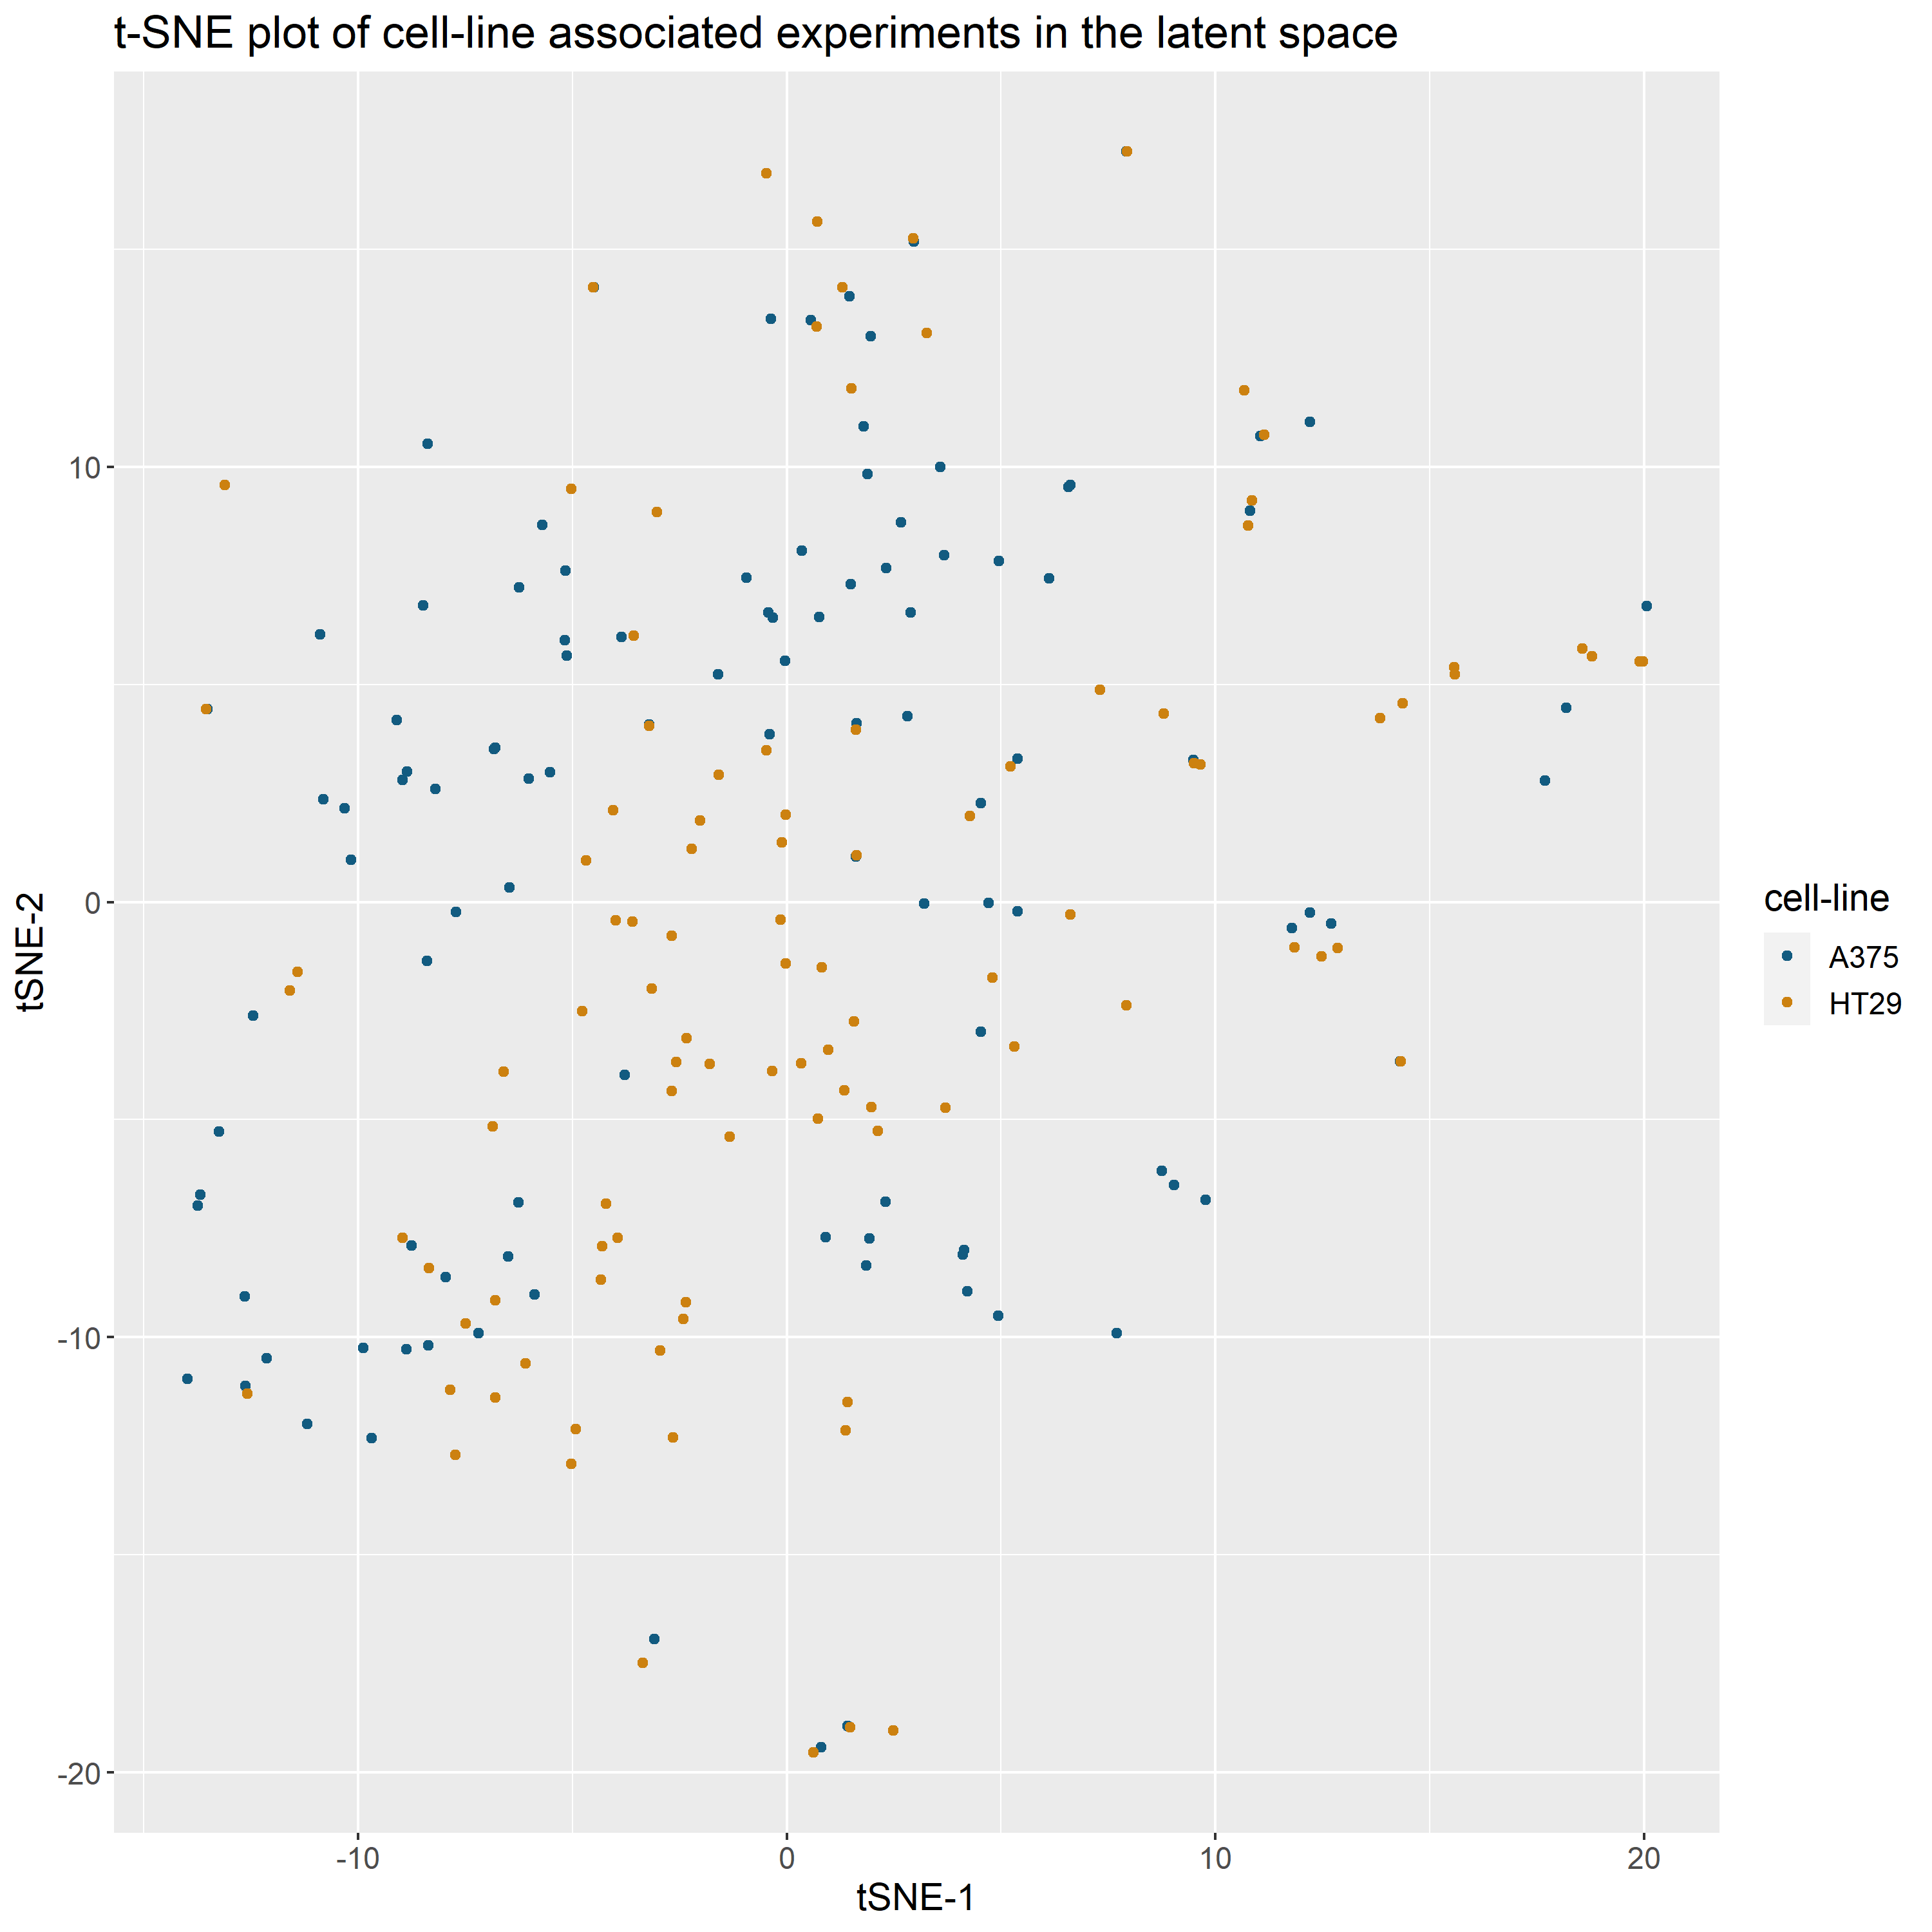 t-SNE plot of cell-line associated experiments in the latent space
10
0
-10
-20
tSNE-2
-10
0
10
20
tSNE-1
cell-line
A375
HT29